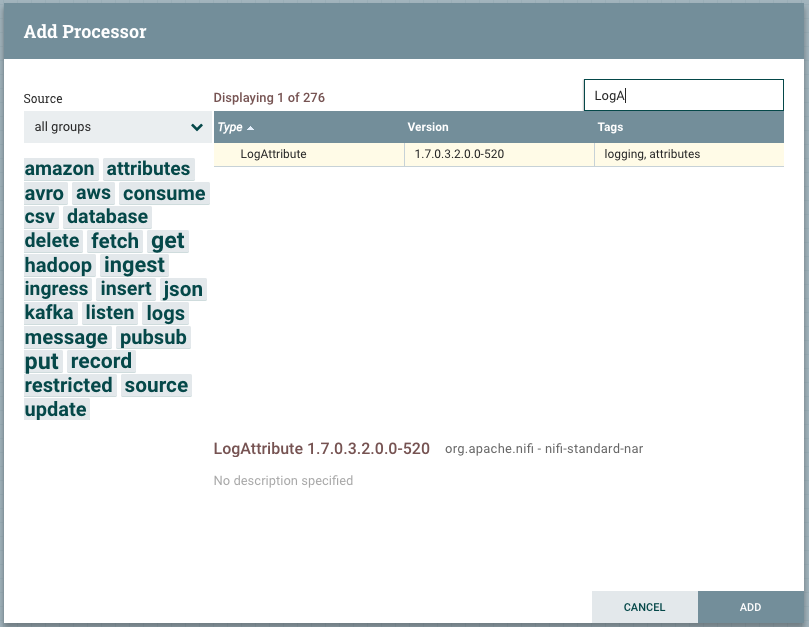 Add Processor
Source
Displaying 1 of 276
LogA
all groups
Type Version Tags
LogAttribute 1.7.0.3.2.0.0-520 logging, attributes
amazon attributes
avro aws consume
csv database
delete fetch get
hadoop ingest
ingress insert json
kafka listen logs
message pubsub
put record
restricted source
update
LogAttribute 1.7.0.3.2.0.0-520 org.apache.nifi - nifi-standard-nar
No description specified
CANCEL ADD